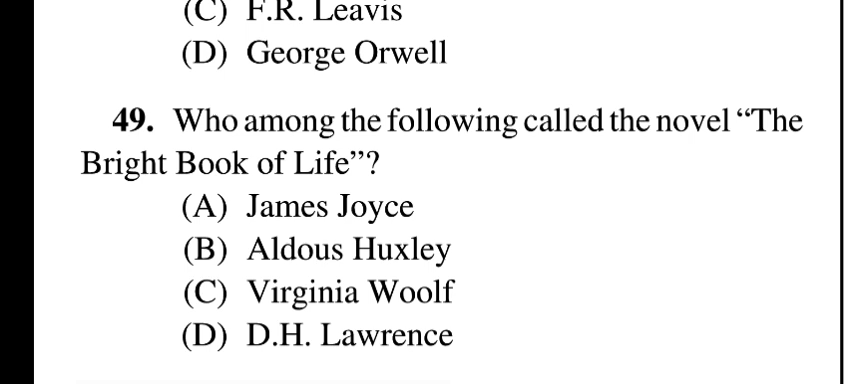 (C) F.R. Leavis
(D) George Orwell
49. Who among the following called the novel “The
Bright Book of Life”?
(A) James Joyce
(B) Aldous Huxley
(C) Virginia Woolf
(D) D.H. Lawrence